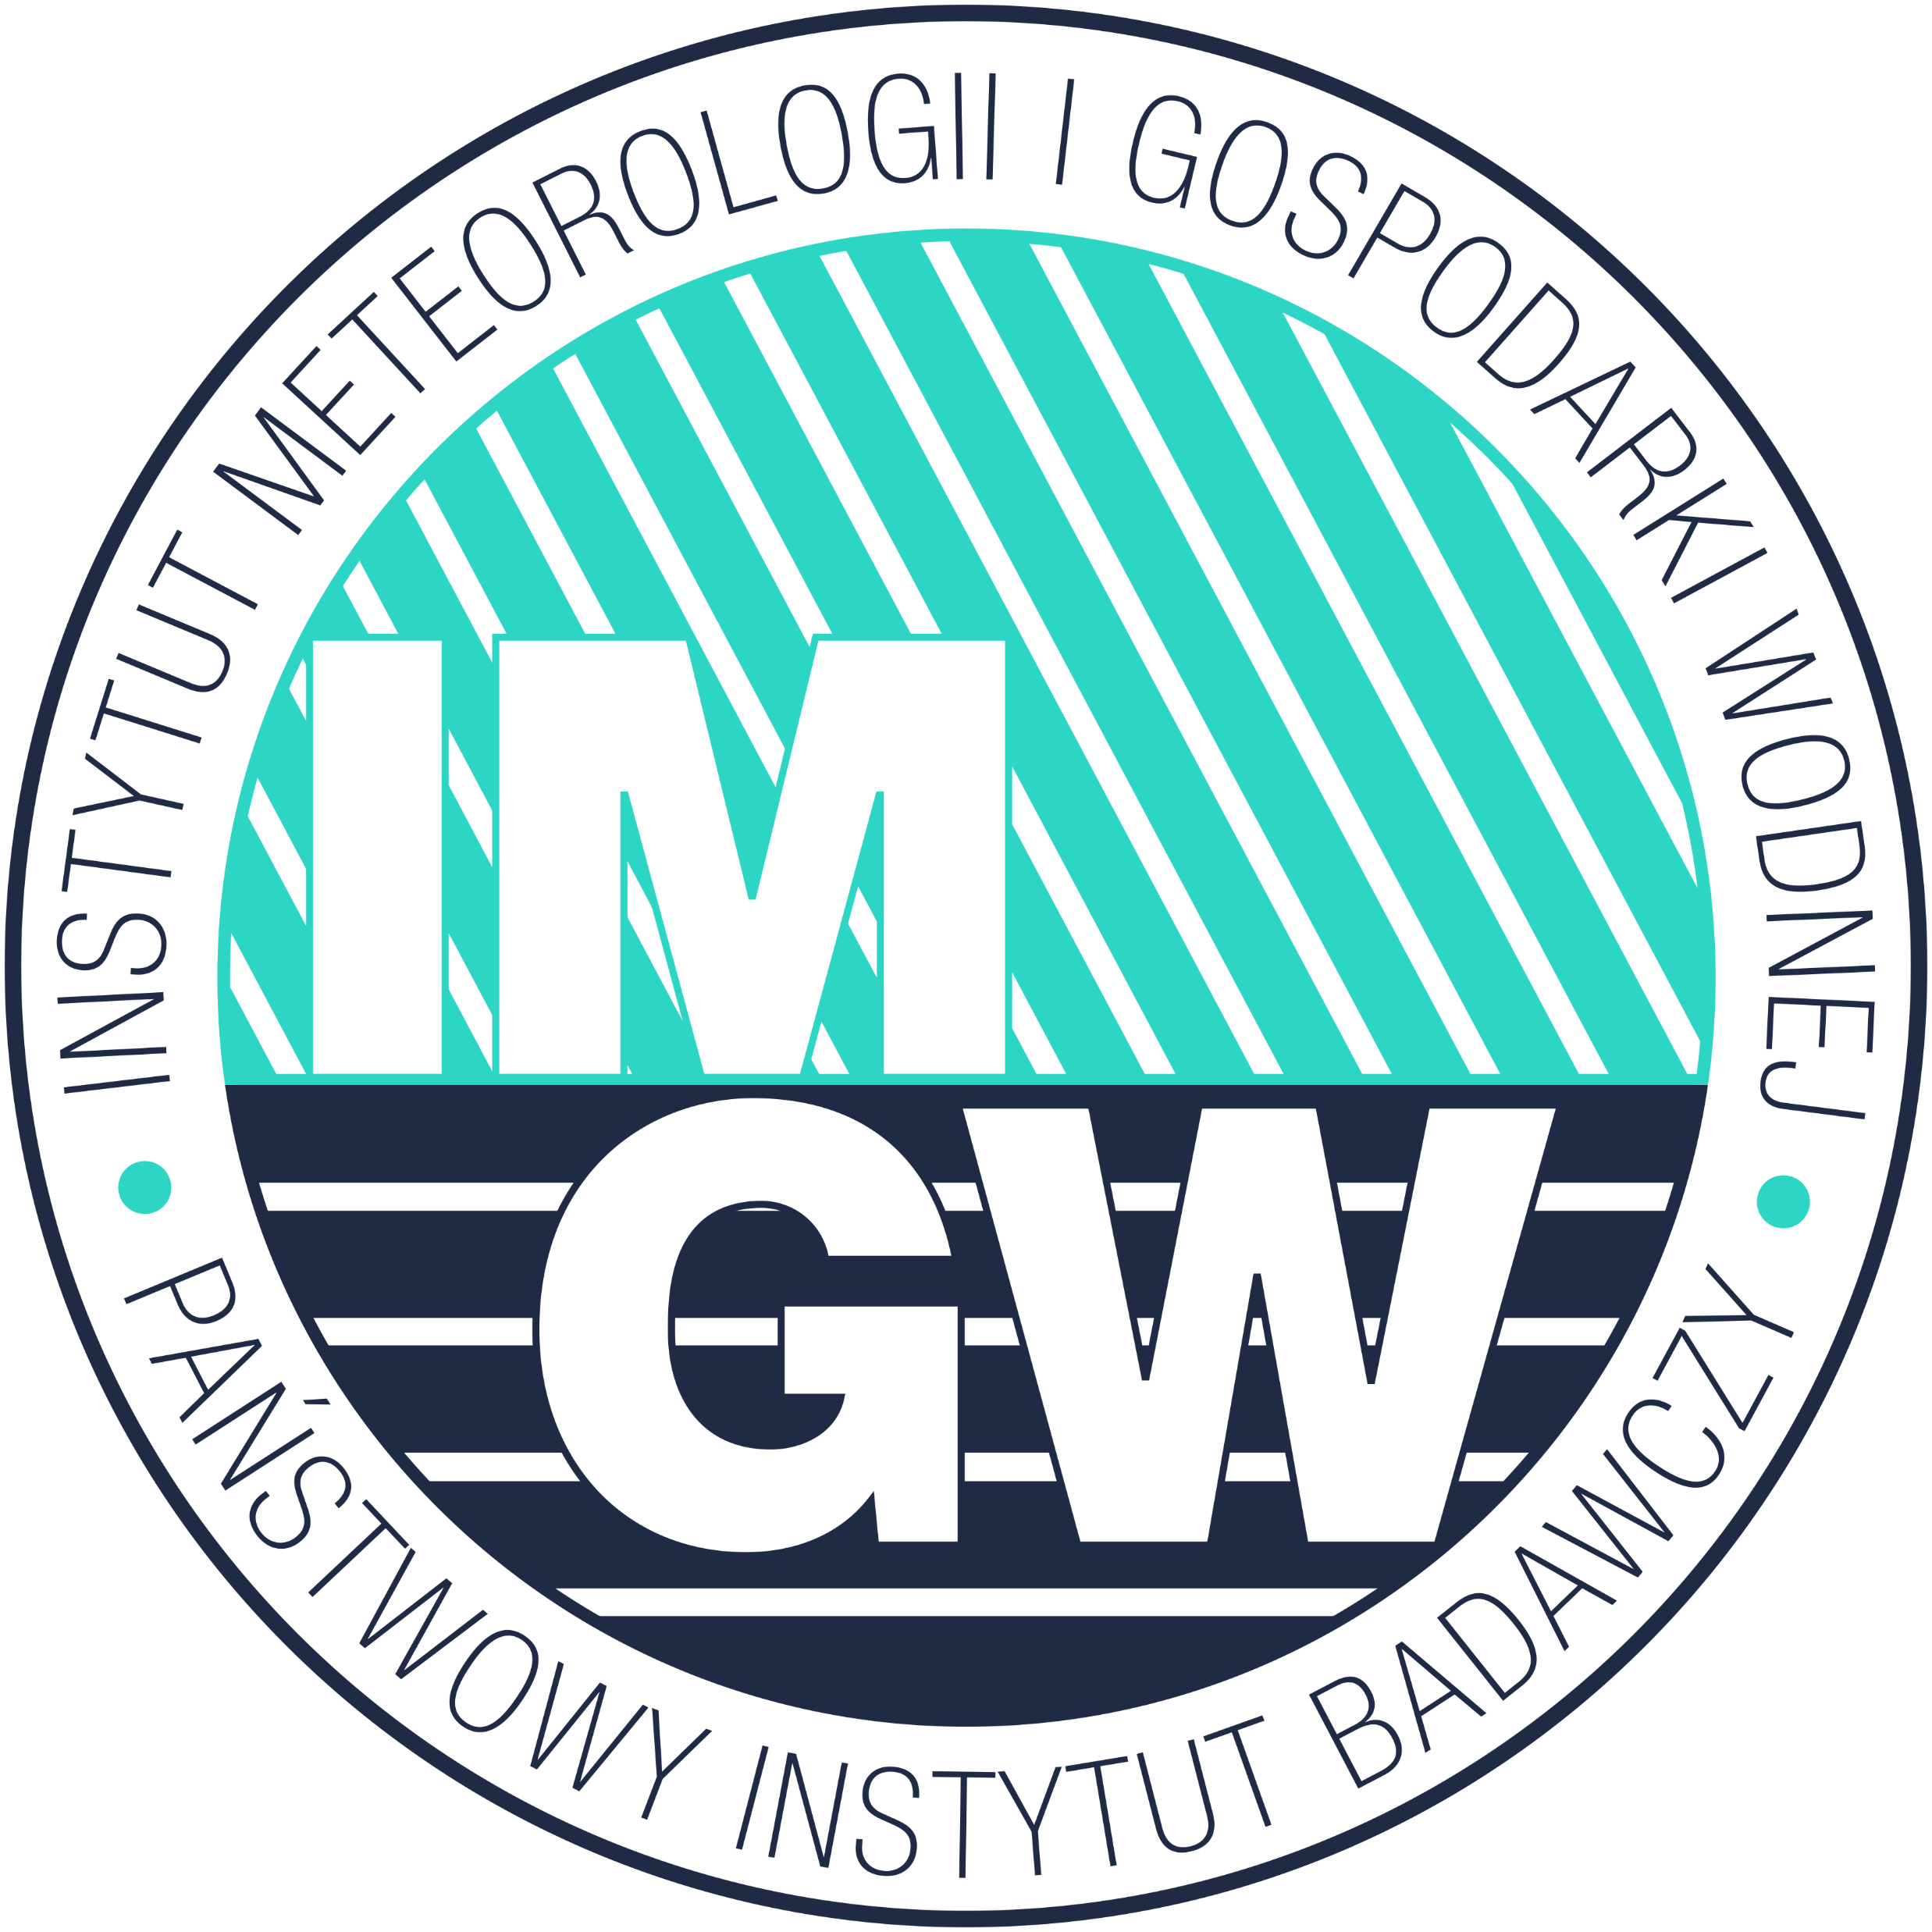 INSTYTUT METEOROLOGII I GOSPODARKI WODNEJ
IM
GW
PAŃSTWOWY INSTYTUT BADAWCZY